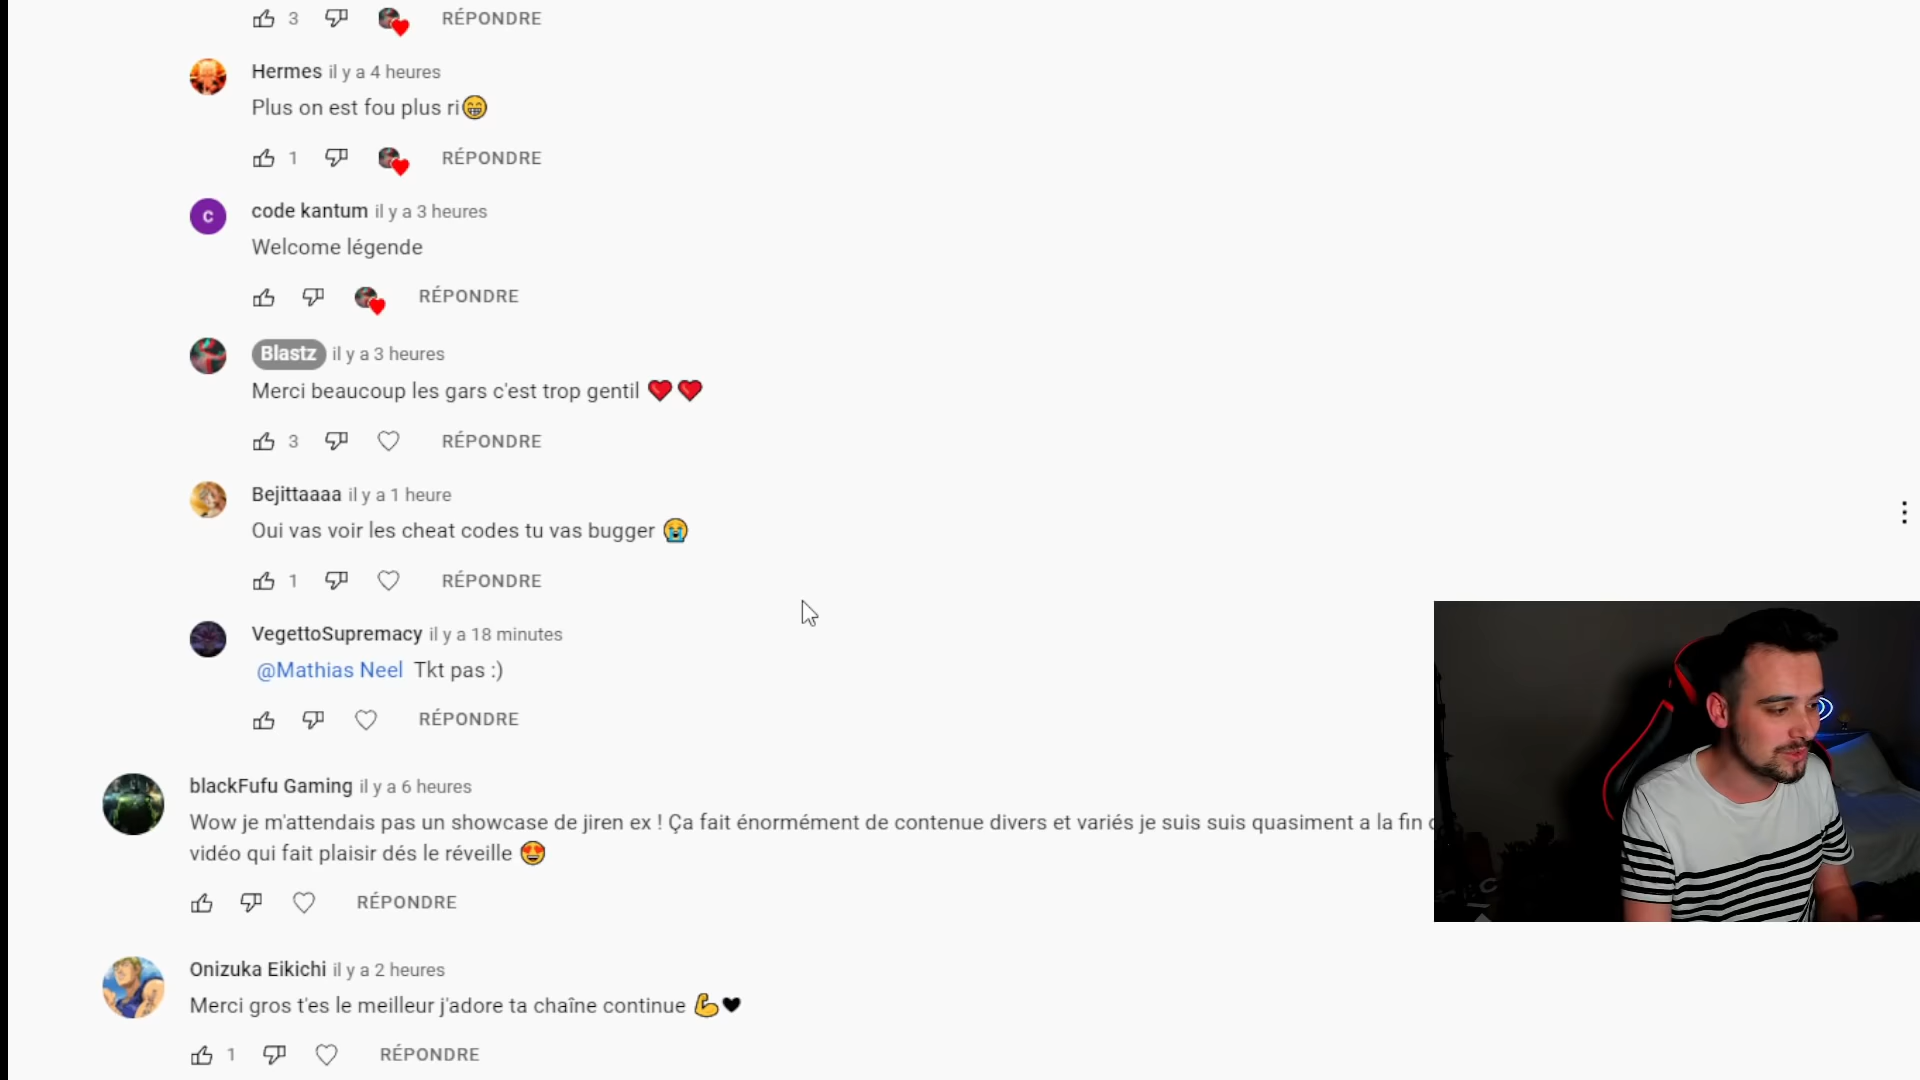 3 RÉPONDRE
Hermes il y a 4 heures
Plus on est fou plus ri😁
1 RÉPONDRE
C
code kantum il y a 3 heures
Welcome légende
RÉPONDRE
Blastz il y a 3 heures
Merci beaucoup les gars c'est trop gentil ❤️❤️
3 RÉPONDRE
Bejittaaaa il y a 1 heure
Oui vas voir les cheat codes tu vas bugger 😭
1 RÉPONDRE
VegettoSupremacy il y a 18 minutes
@Mathias Neel Tkt pas :)
RÉPONDRE
blackFufu Gaming il y a 6 heures
Wow je m'attendais pas un showcase de jiren ex ! Ça fait énormément de contenue divers et variés je suis suis quasiment a la fin
vidéo qui fait plaisir dés le réveille 😍
RÉPONDRE
Onizuka Eikichi il y a 2 heures
Merci gros t'es le meilleur j'adore ta chaîne continue 💪🖤
1 RÉPONDRE